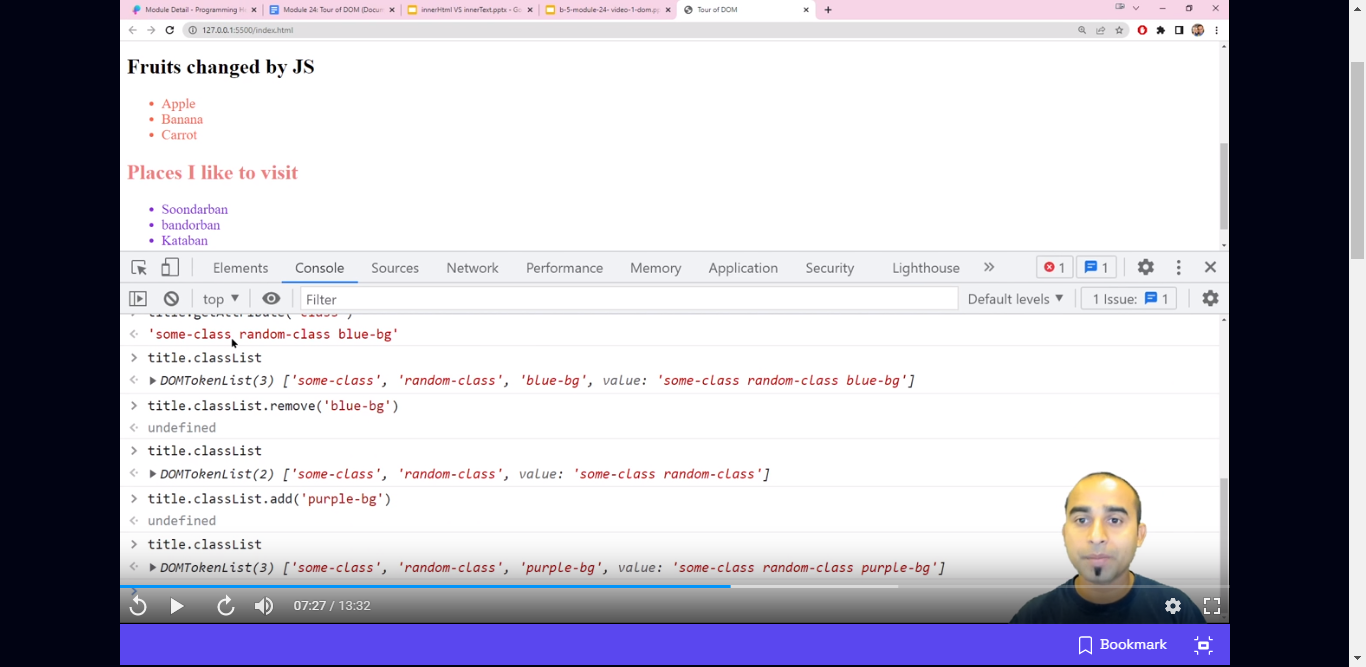 Module Detail - Programming H
Module 24: Tour of DOM (Docum
innerHtml VS innerText.pptx - Go
b-5-module-24- video-1-dom.pp
Tour of DOM
127.0.0.1:5500/index.html
Fruits changed by JS
Apple
Banana
Carrot
Places I like to visit
Soondarban
bandorban
Kataban
Elements Console Sources Network Performance Memory Application Security Lighthouse » 1 1
top Filter Default levels 1 Issue: 1
title.getAttribute('class')
'some-class random-class blue-bg'
title.classList
DOMTokenList(3) ['some-class', 'random-class', 'blue-bg', value: 'some-class random-class blue-bg']
title.classList.remove('blue-bg')
undefined
title.classList
DOMTokenList(2) ['some-class', 'random-class', value: 'some-class random-class']
title.classList.add('purple-bg')
undefined
title.classList
DOMTokenList(3) ['some-class', 'random-class', 'purple-bg', value: 'some-class random-class purple-bg']
07:27 / 13:32
Bookmark